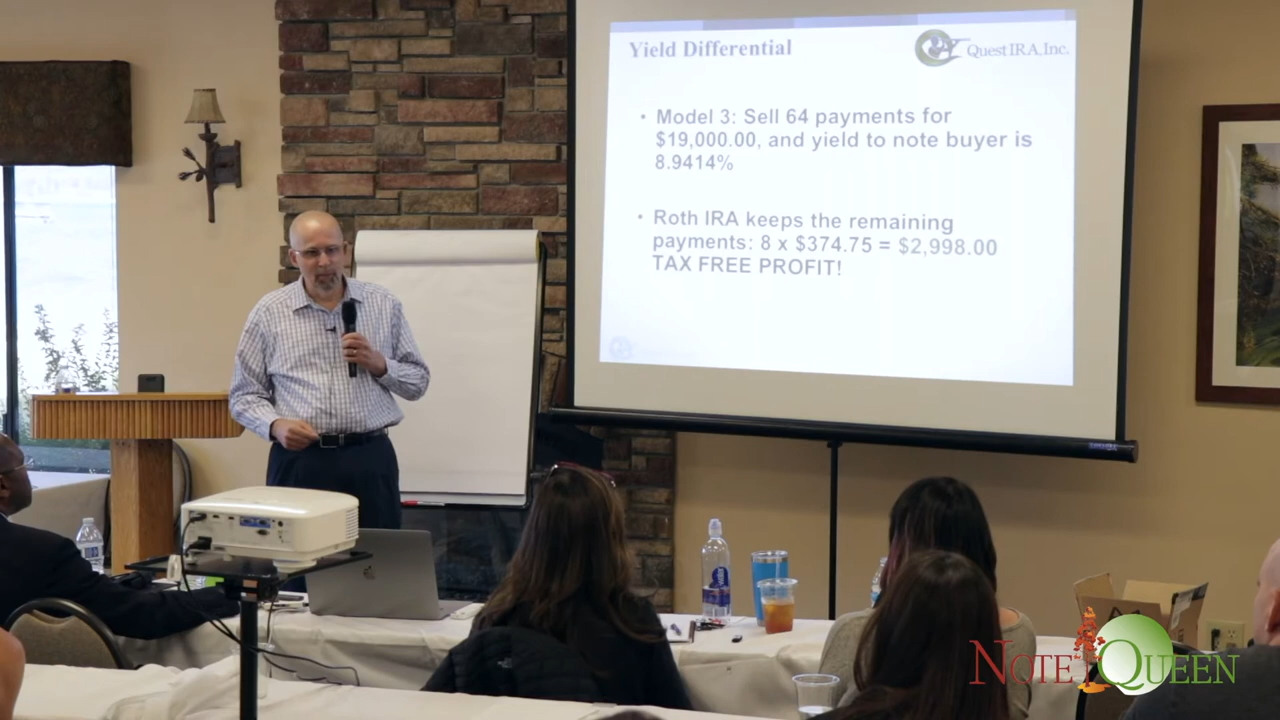 Yield Differential
Quest IRA, Inc.
• Model 3: Sell 64 payments for
$19,000.00, and yield to note buyer is
8.9414%
• Roth IRA keeps the remaining
payments: 8 x $374.75 = $2,998.00
TAX FREE PROFIT!
NOTE QUEEN